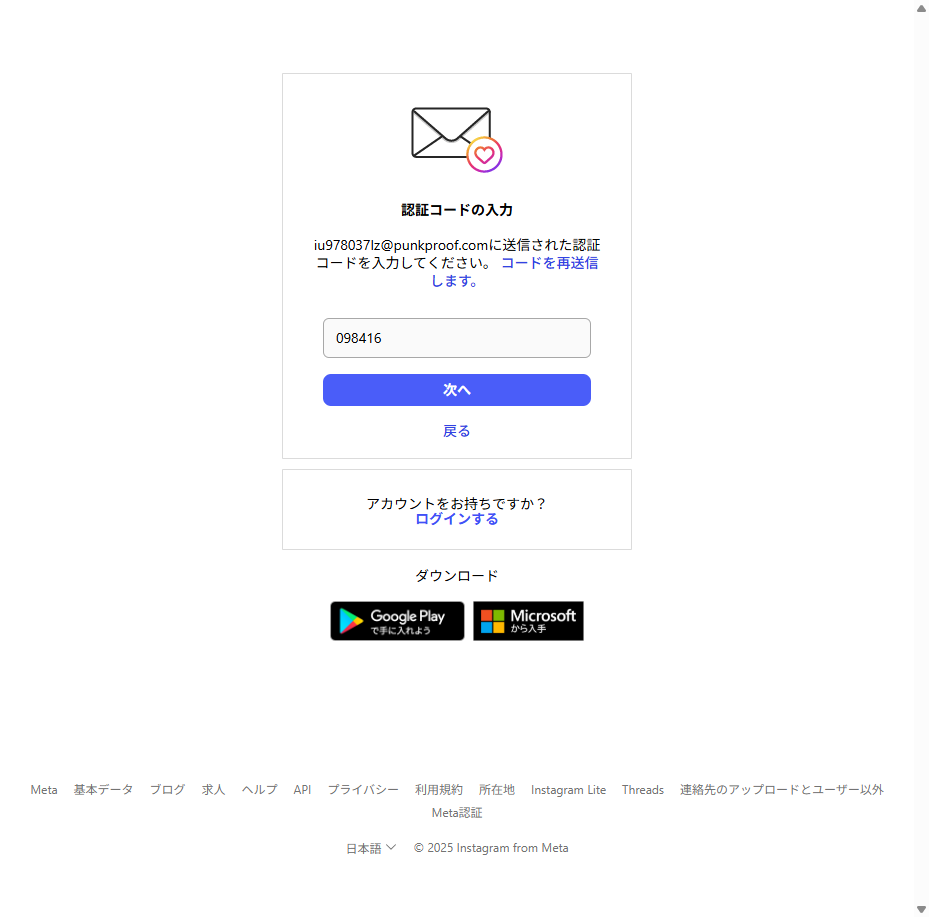 認証コードの入力
iu978037lz@punkproof.comに送信された認証
コードを入力してください。 コードを再送信
します。
098416
次へ
戻る
アカウントをお持ちですか？
ログインする
ダウンロード
Google Play
で手に入れよう
Microsoft
から入手
Meta 基本データ ブログ 求人 ヘルプ API プライバシー 利用規約 所在地 Instagram Lite Threads 連絡先のアップロードとユーザー以外
Meta認証
日本語 © 2025 Instagram from Meta